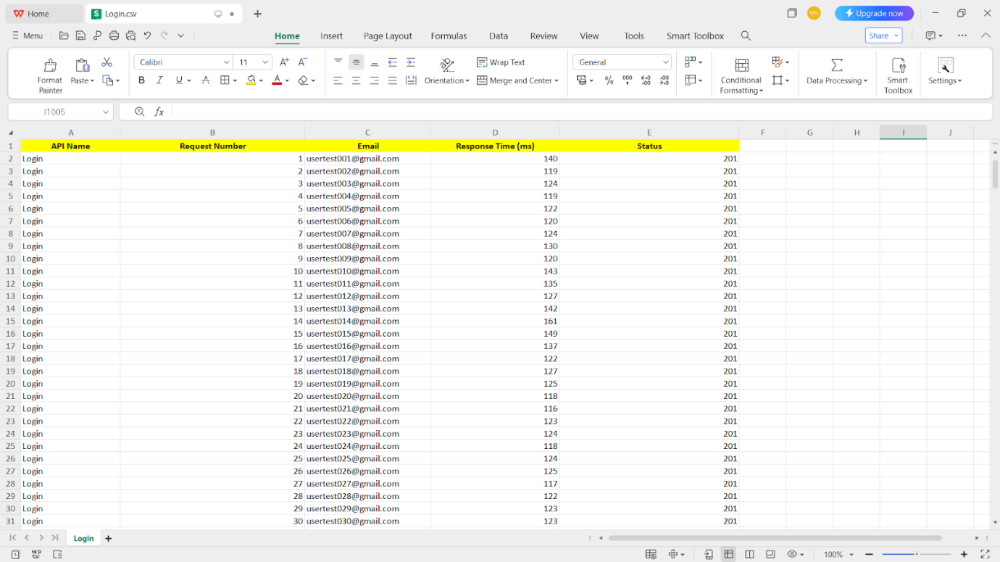 Home
Login.csv
MN
Upgrade now
Menu
Home Insert Page Layout Formulas Data Review View Tools Smart Toolbox
Share
Format Painter
Paste
Calibri
11
Wrap Text
General
Orientation
Merge and Center
Conditional Formatting
Data Processing
Smart Toolbox
Settings
I1005
fx
A B C D E F G H I J
1 API Name Request Number Email Response Time (ms) Status
2 Login 1 usertest001@gmail.com 140 201
3 Login 2 usertest002@gmail.com 119 201
4 Login 3 usertest003@gmail.com 124 201
5 Login 4 usertest004@gmail.com 119 201
6 Login 5 usertest005@gmail.com 122 201
7 Login 6 usertest006@gmail.com 120 201
8 Login 7 usertest007@gmail.com 124 201
9 Login 8 usertest008@gmail.com 130 201
10 Login 9 usertest009@gmail.com 120 201
11 Login 10 usertest010@gmail.com 143 201
12 Login 11 usertest011@gmail.com 135 201
13 Login 12 usertest012@gmail.com 127 201
14 Login 13 usertest013@gmail.com 142 201
15 Login 14 usertest014@gmail.com 161 201
16 Login 15 usertest015@gmail.com 149 201
17 Login 16 usertest016@gmail.com 137 201
18 Login 17 usertest017@gmail.com 122 201
19 Login 18 usertest018@gmail.com 127 201
20 Login 19 usertest019@gmail.com 125 201
21 Login 20 usertest020@gmail.com 118 201
22 Login 21 usertest021@gmail.com 116 201
23 Login 22 usertest022@gmail.com 123 201
24 Login 23 usertest023@gmail.com 124 201
25 Login 24 usertest024@gmail.com 118 201
26 Login 25 usertest025@gmail.com 124 201
27 Login 26 usertest026@gmail.com 125 201
28 Login 27 usertest027@gmail.com 117 201
29 Login 28 usertest028@gmail.com 122 201
30 Login 29 usertest029@gmail.com 123 201
31 Login 30 usertest030@gmail.com 123 201
Login
100%